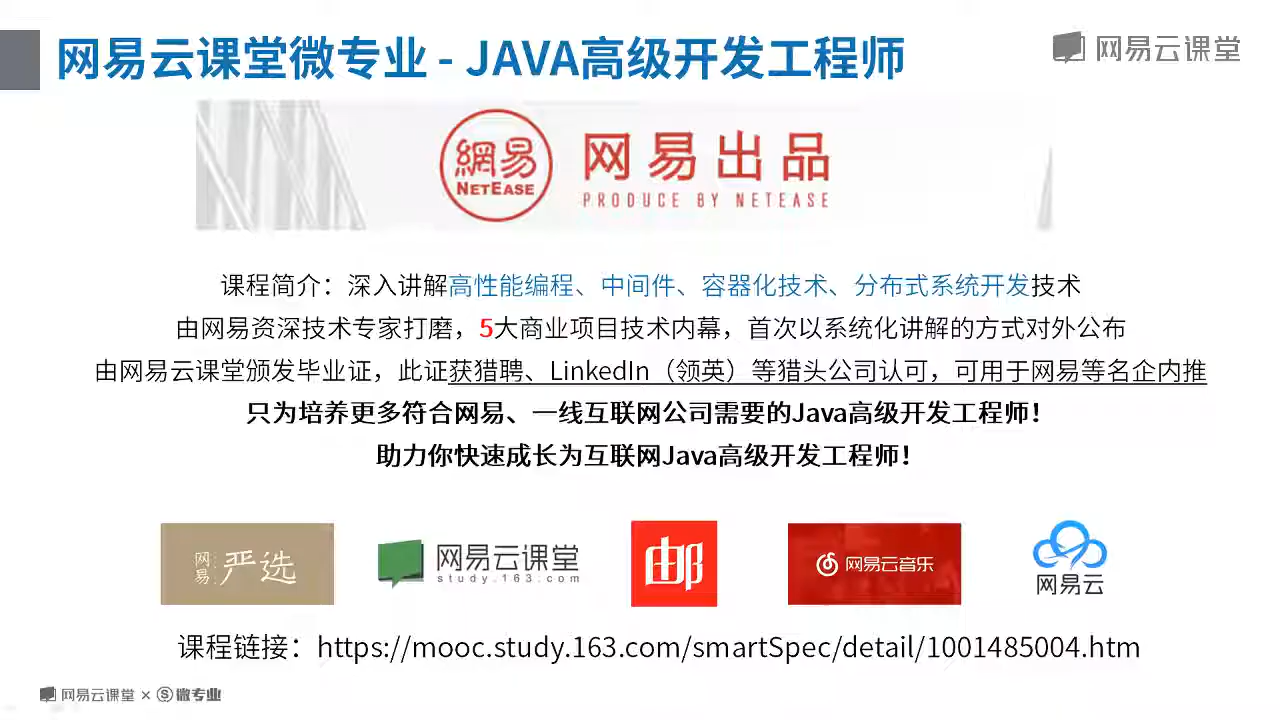 网易云课堂微专业 - JAVA高级开发工程师
网易云课堂
網易
NETEASE
网易出品
PRODUCE BY NETEASE
课程简介：深入讲解高性能编程、中间件、容器化技术、分布式系统开发技术
由网易资深技术专家打磨，5大商业项目技术内幕，首次以系统化讲解的方式对外公布
由网易云课堂颁发毕业证，此证获猎聘、LinkedIn（领英）等猎头公司认可，可用于网易等名企内推
只为培养更多符合网易、一线互联网公司需要的Java高级开发工程师！
助力你快速成长为互联网Java高级开发工程师！
网易严选
网易云课堂
study.163.com
邮
网易云音乐
网易云
课程链接：https://mooc.study.163.com/smartSpec/detail/1001485004.htm
网易云课堂 × Ⓢ微专业